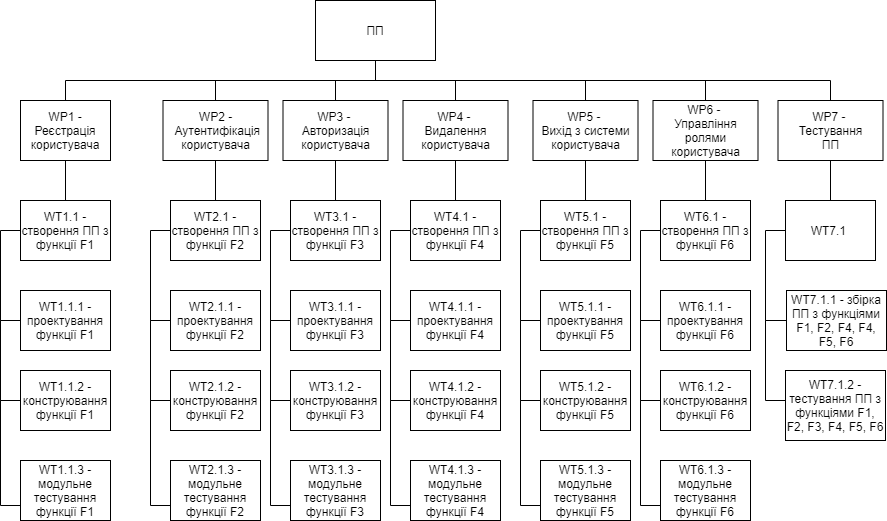 ПП
WP1 -
Реєстрація
користувача
WP2 -
Аутентифікація
користувача
WP3 -
Авторизація
користувача
WP4 -
Видалення
користувача
WP5 -
Вихід з системи
користувача
WP6 -
Управління
ролями
користувача
WP7 -
Тестування
ПП
WT1.1 -
створення ПП з
функції F1
WT2.1 -
створення ПП з
функції F2
WT3.1 -
створення ПП з
функції F3
WT4.1 -
створення ПП з
функції F4
WT5.1 -
створення ПП з
функції F5
WT6.1 -
створення ПП з
функції F6
WT7.1
WT1.1.1 -
проектування
функції F1
WT2.1.1 -
проектування
функції F2
WT3.1.1 -
проектування
функції F3
WT4.1.1 -
проектування
функції F4
WT5.1.1 -
проектування
функції F5
WT6.1.1 -
проектування
функції F6
WT7.1.1 - збірка
ПП з функціями
F1, F2, F4, F4,
F5, F6
WT1.1.2 -
конструювання
функції F1
WT2.1.2 -
конструювання
функції F2
WT3.1.2 -
конструювання
функції F3
WT4.1.2 -
конструювання
функції F4
WT5.1.2 -
конструювання
функції F5
WT6.1.2 -
конструювання
функції F6
WT7.1.2 -
тестування ПП з
функціями F1,
F2, F3, F4, F5, F6
WT1.1.3 -
модульне
тестування
функції F1
WT2.1.3 -
модульне
тестування
функції F2
WT3.1.3 -
модульне
тестування
функції F3
WT4.1.3 -
модульне
тестування
функції F4
WT5.1.3 -
модульне
тестування
функції F5
WT6.1.3 -
модульне
тестування
функції F6